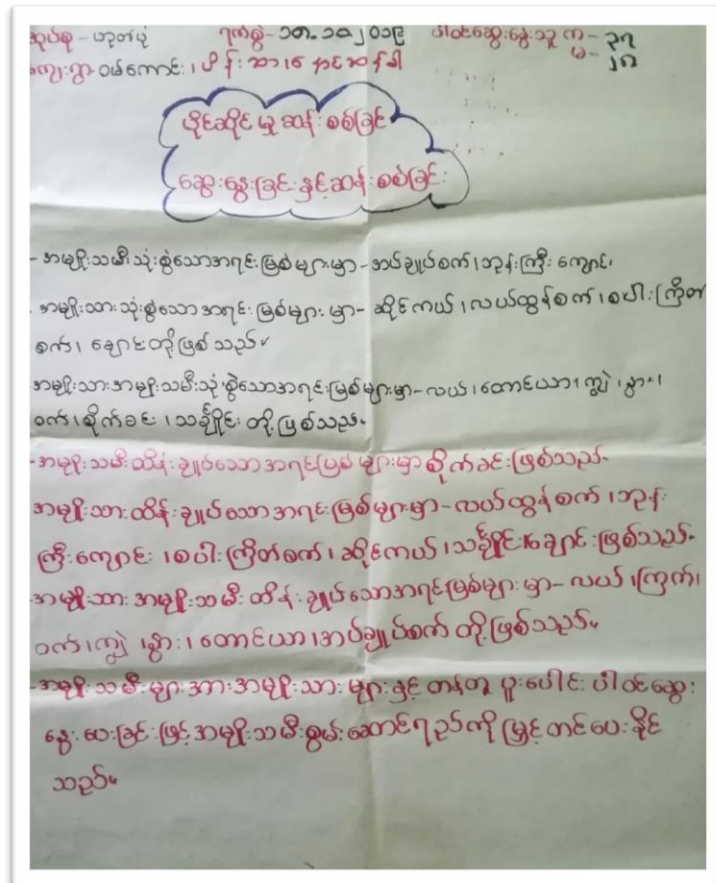 အုပ်စု - ဟုတ်ပုံ ရက်စွဲ - ၁၈.၁၁.၂၀၁၉ ပါဝင်ဆွေးနွေးသူ ကျ - ၃၇
ကျေးရွာ - ဝမ်ကောင်း၊ မ - ၂၈
ပိုင်ဆိုင်မှုဆန်းစစ်ခြင်း
ဆွေးနွေးခြင်းနှင့်ဆန်းစစ်ခြင်း
- အမျိုးသမီးသုံးစွဲသောအရင်းမြစ်များမှာ - အပ်ချုပ်စက်၊ ဘုန်းကြီးကျောင်း၊
- အမျိုးသားသုံးစွဲသောအရင်းမြစ်များမှာ - ဆိုင်ကယ်၊ လယ်ထွန်စက်၊ စပါးကြိတ်
စက်၊ ချောင်းတို့ဖြစ်သည်။
အမျိုးသား၊အမျိုးသမီးသုံးစွဲသောအရင်းမြစ်များမှာ - လယ်၊ တောင်ယာ၊ ကျွဲ၊ နွား၊
ဝက်၊ စိုက်ခင်း၊ သင်္ချိုင်းတို့ဖြစ်သည်။
- အမျိုးသမီးထိန်းချုပ်သောအရင်းမြစ်များမှာ စိုက်ခင်းဖြစ်သည်။
အမျိုးသားထိန်းချုပ်သောအရင်းမြစ်များမှာ - လယ်ထွန်စက်၊ ဘုန်း
ကြီးကျောင်း၊ စပါးကြိတ်စက်၊ ဆိုင်ကယ်၊ သင်္ချိုင်း၊ ချောင်းဖြစ်သည်။
- အမျိုးသား အမျိုးသမီးထိန်းချုပ်သောအရင်းမြစ်များမှာ - လယ်၊ ကြက်၊
ဝက်၊ ကျွဲ၊ နွား၊ တောင်ယာ၊ အပ်ချုပ်စက်တို့ဖြစ်သည်။
- အမျိုးသမီးများအားအမျိုးသားများနှင့်တန်တူပူးပေါင်းပါဝင်ဆွေး
နွေးပေးခြင်းဖြင့်အမျိုးသမီးစွမ်းဆောင်ရည်ကိုမြှင့်တင်ပေးနိုင်
သည်။